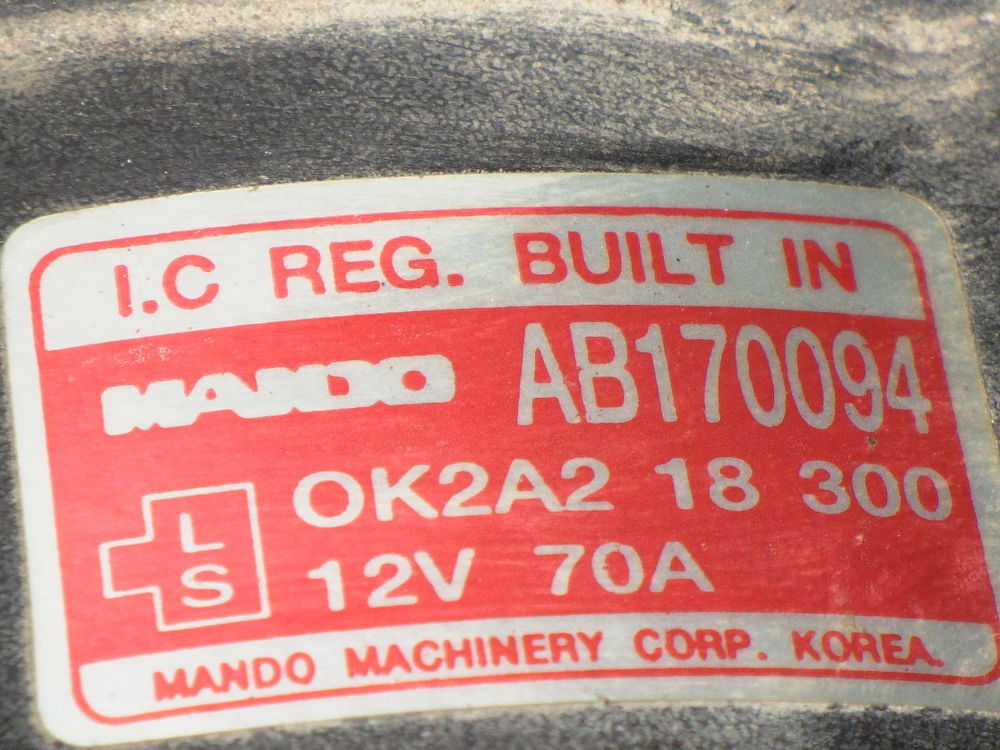 I.C REG. BUILT IN
MANDO AB170094
OK2A2 18 300
L
S
12V 70A
MANDO MACHINERY CORP. KOREA.